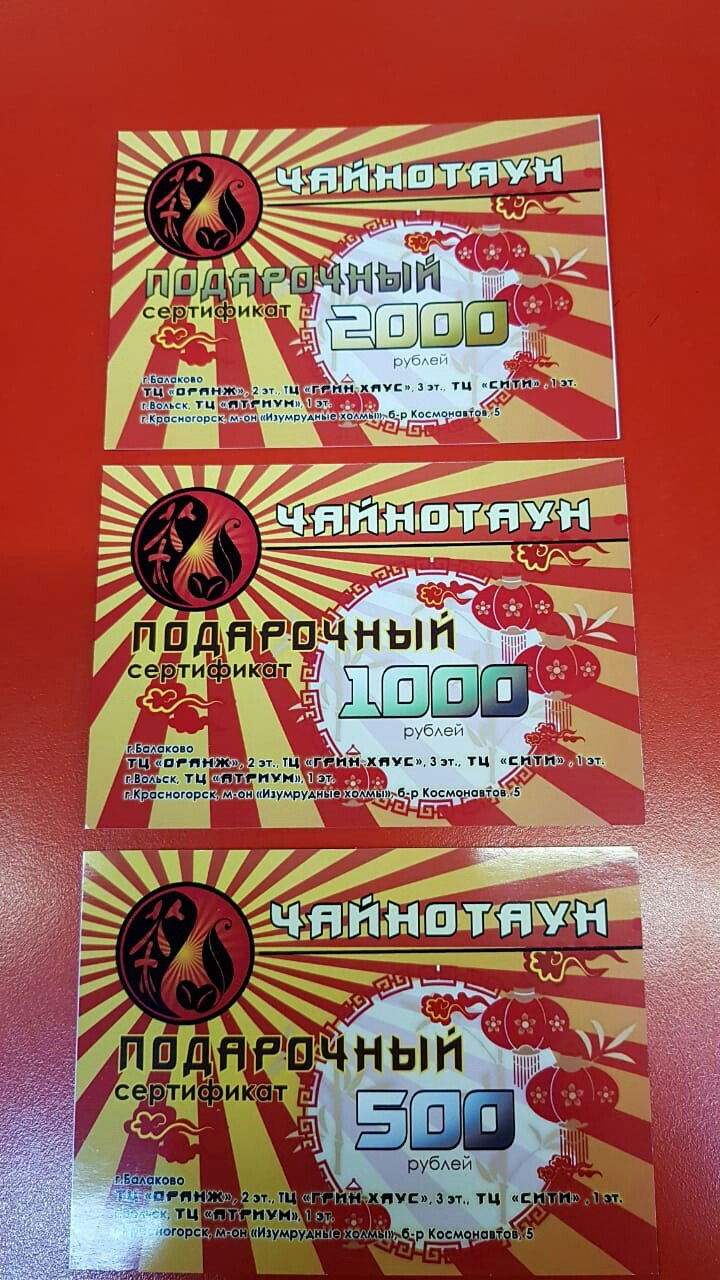 ЧАЙНОТАУН
ПОДАРОЧНЫЙ
сертификат
2000
рублей
г.Балаково
ТЦ «ОРАНЖ», 2 эт., ТЦ «ГРИН ХАУС», 3 эт., ТЦ «СИТИ» , 1 эт.
г.Вольск, ТЦ «АТРИУМ», 1 эт.
г.Красногорск, м-он «Изумрудные холмы», б-р Космонавтов, 5
ЧАЙНОТАУН
ПОДАРОЧНЫЙ
сертификат
1000
рублей
г.Балаково
ТЦ «ОРАНЖ», 2 эт., ТЦ «ГРИН ХАУС», 3 эт., ТЦ «СИТИ» , 1 эт.
г.Вольск, ТЦ «АТРИУМ», 1 эт.
г.Красногорск, м-он «Изумрудные холмы», б-р Космонавтов, 5
ЧАЙНОТАУН
ПОДАРОЧНЫЙ
сертификат
500
рублей
г.Балаково
ТЦ «ОРАНЖ», 2 эт., ТЦ «ГРИН ХАУС», 3 эт., ТЦ «СИТИ» , 1 эт.
г.Вольск, ТЦ «АТРИУМ», 1 эт.
г.Красногорск, м-он «Изумрудные холмы», б-р Космонавтов, 5